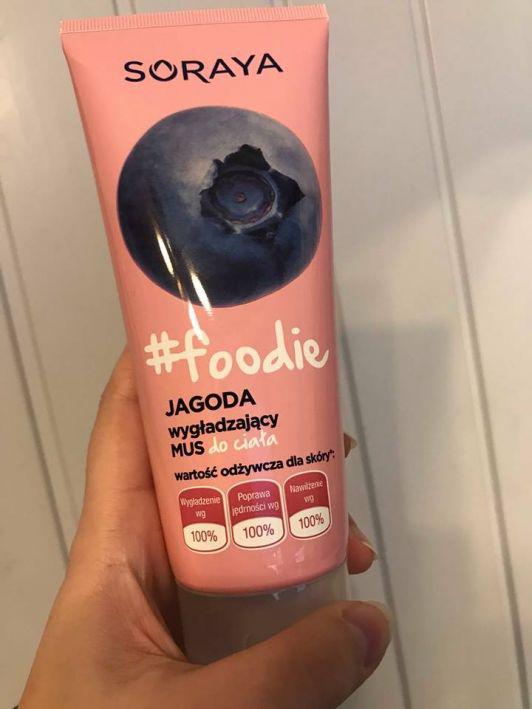 SORAYA
#foodie
JAGODA
wygładzający
MUS do ciała
wartość odżywcza dla skóry*:
Wygładzenie
wg
100%
Poprawa
jędrności wg
100%
Nawilżenie
wg
100%